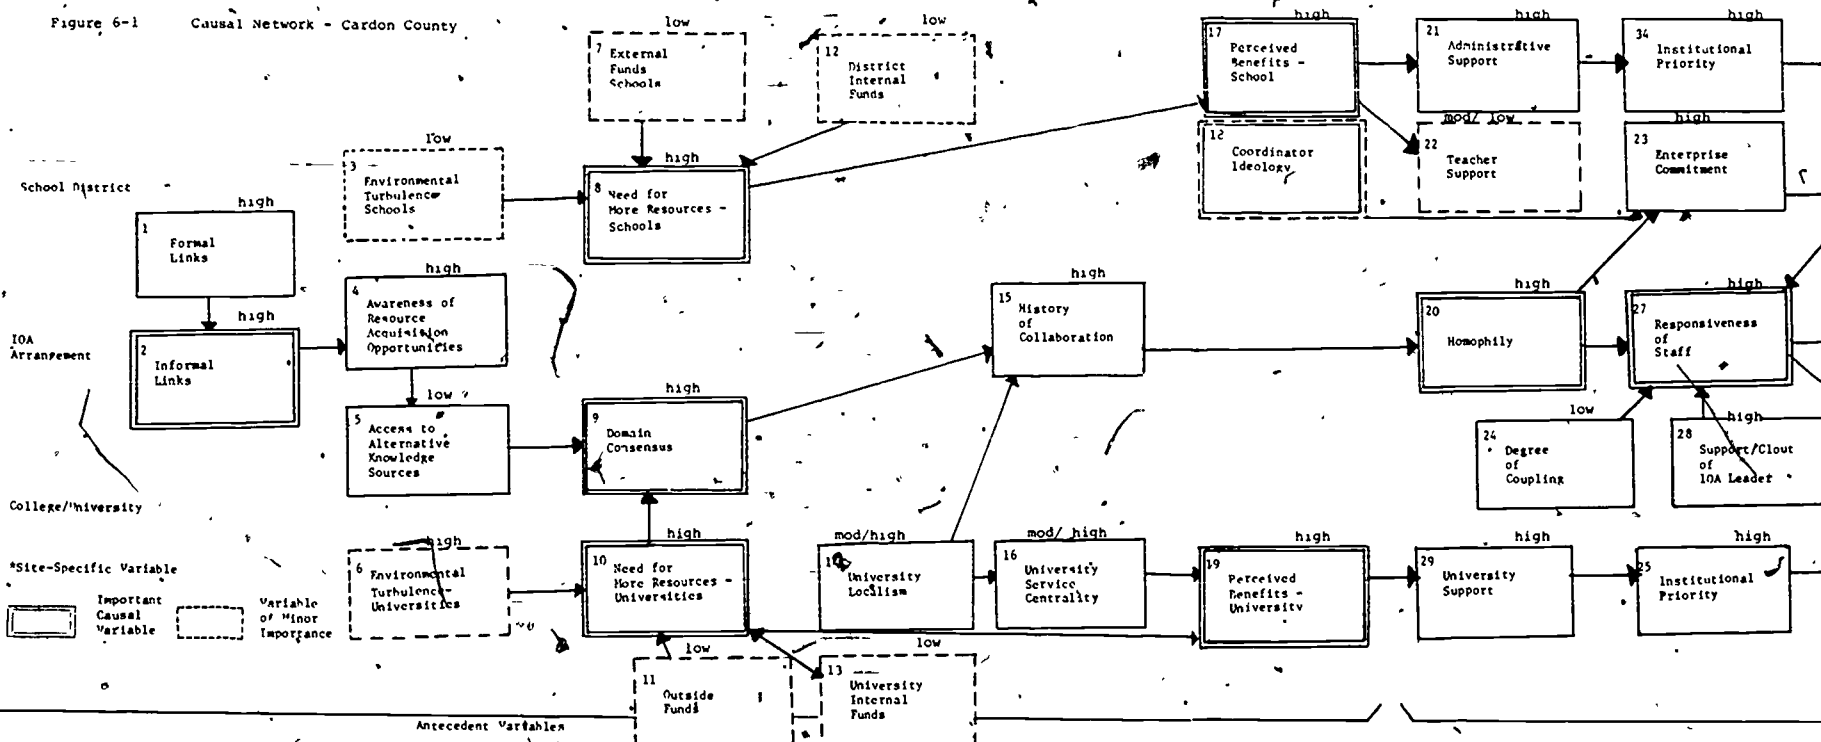 Figure 6-1 Causal Network - Cardon County
low
7 External
Funds
Schools
low
12 District
Internal
Funds
high
17 Perceived
Benefits -
School
high
21 Administrative
Support
high
34 Institutional
Priority
low
3 Environmental
Turbulence
Schools
high
8 Need for
More Resources -
Schools
12 Coordinator
Ideology
mod/ low
22 Teacher
Support
high
23 Enterprise
Commitment
School District
high
1 Formal
Links
high
4 Awareness of
Resource
Acquisition
Opportunities
high
15 History
of
Collaboration
high
20 Homophily
high
27 Responsiveness
of
Staff
IOA
Arrangement
high
2 Informal
Links
low ?
5 Access to
Alternative
Knowledge
Sources
high
9 Domain
Consensus
low
24 Degree
of
Coupling
high
28 Support/Clout
of
IOA Leader
College/University
high
6 Environmental
Turbulence-
Universities
high
10 Need for
More Resources -
Universities
mod/high
University
Localism
mod/ high
16 University
Service
Centrality
high
19 Perceived
Benefits -
University
high
29 University
Support
high
25 Institutional
Priority
*Site-Specific Variable
Important
Causal
Variable
Variable
of Minor
Importance
low
11 Outside
Funds
low
13 University
Internal
Funds
Antecedent Variables